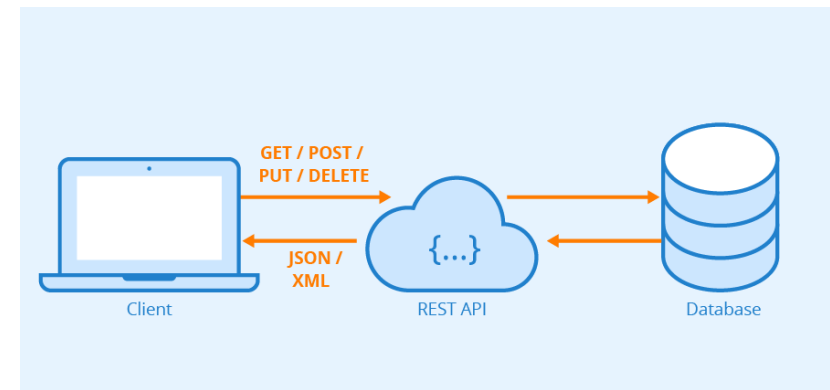 GET / POST /
PUT / DELETE
JSON /
XML
{...}
Client
REST API
Database